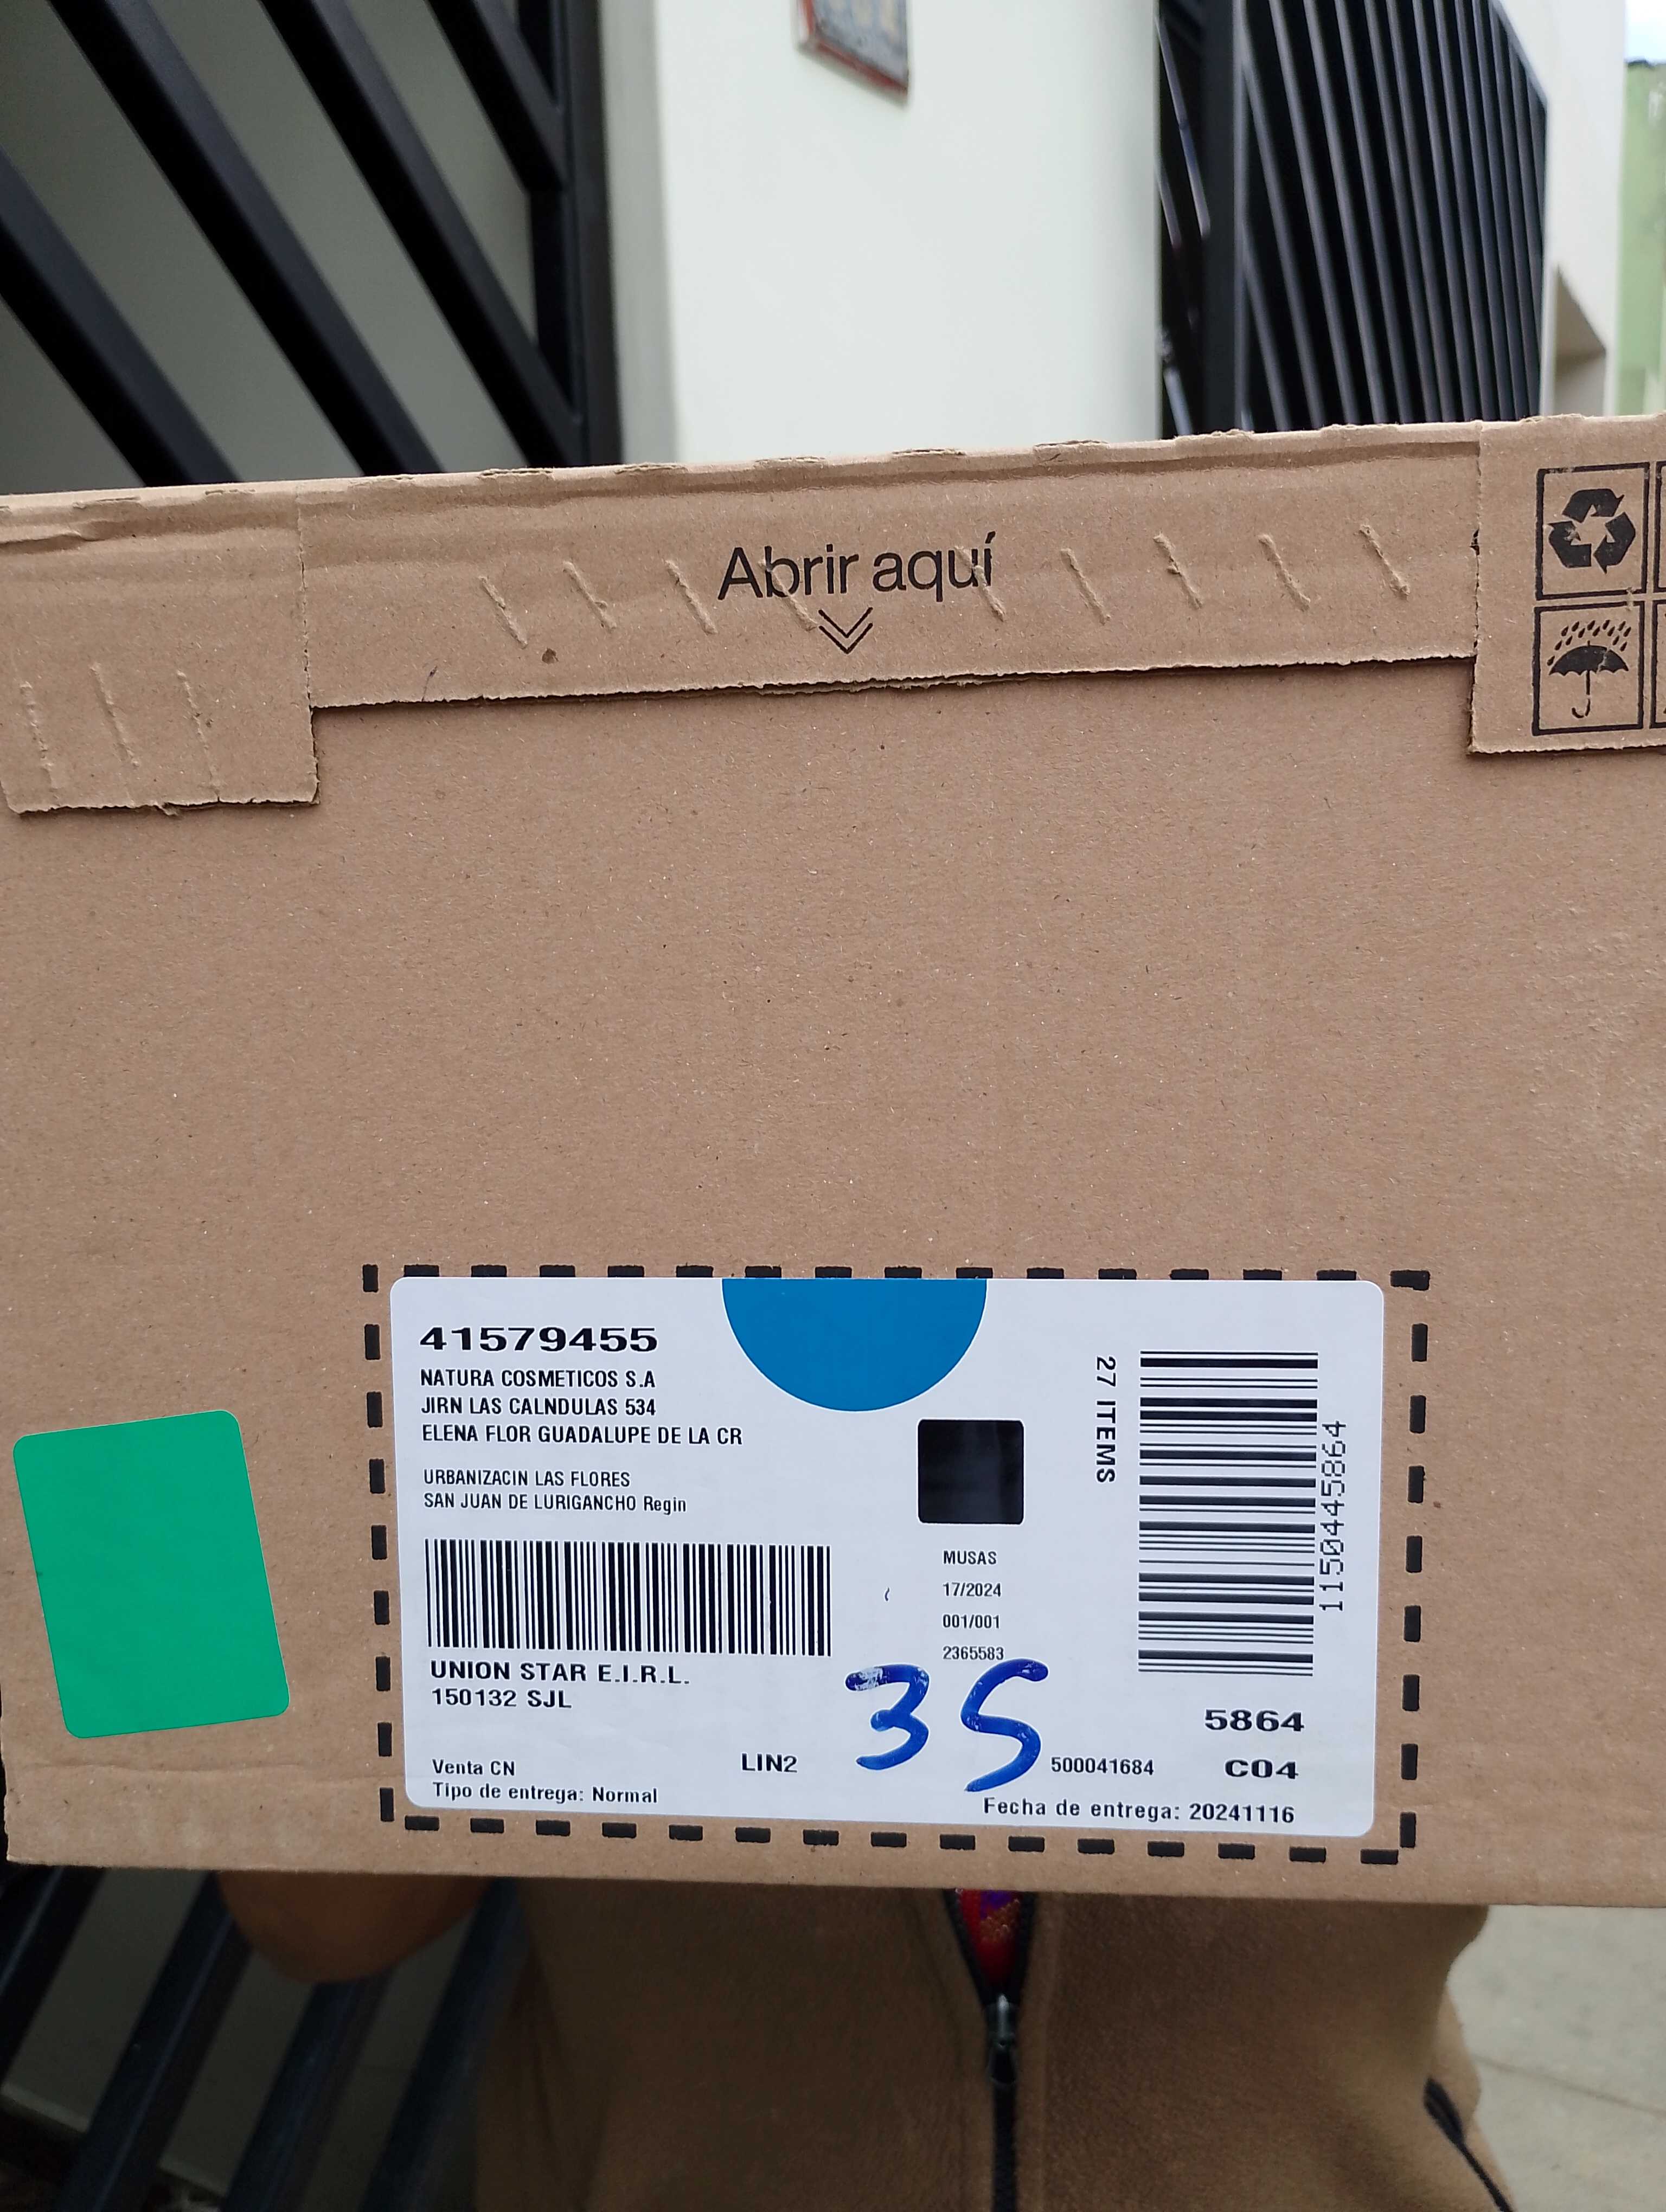 Abrir aquí
41579455
NATURA COSMETICOS S.A
JIRN LAS CALNDULAS 534
ELENA FLOR GUADALUPE DE LA CR
URBANIZACIN LAS FLORES
SAN JUAN DE LURIGANCHO Regin
27 ITEMS
1150445864
MUSAS
17/2024
001/001
2365583
UNION STAR E.I.R.L.
150132 SJL
35
5864
Venta CN
LIN2
500041684
C04
Tipo de entrega: Normal
Fecha de entrega: 20241116